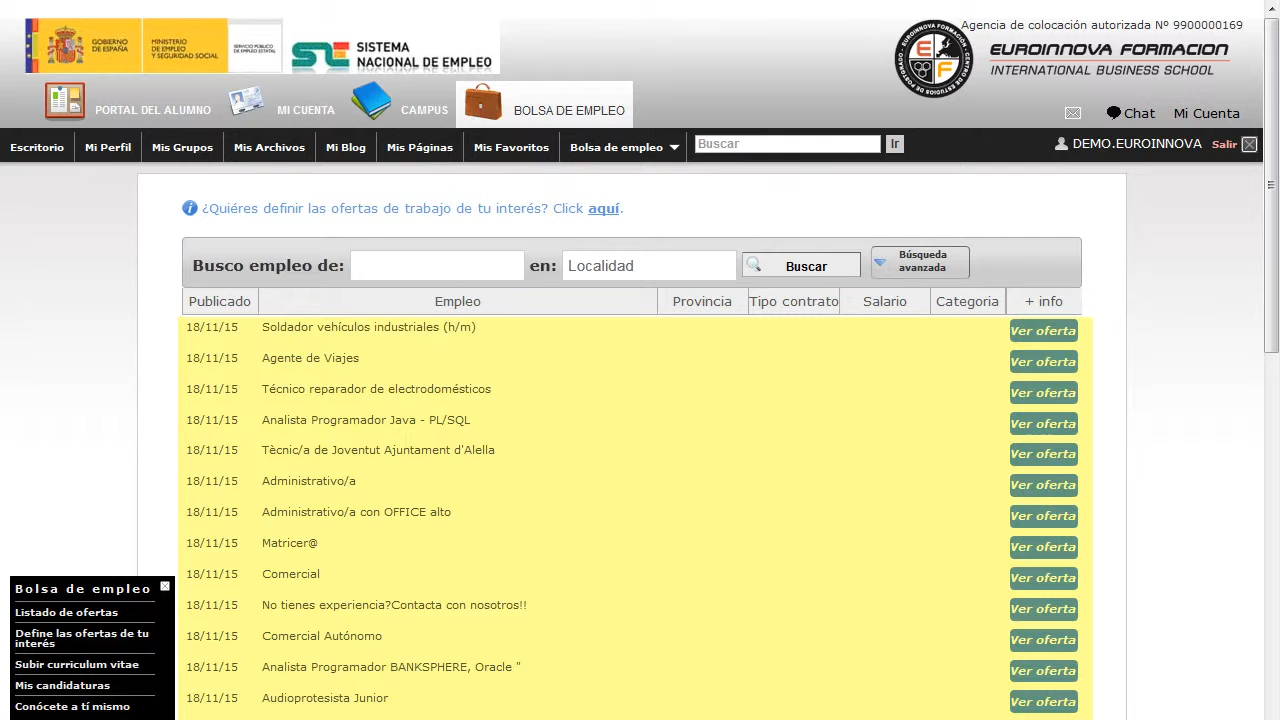 GOBIERNO DE ESPAÑA
MINISTERIO DE EMPLEO Y SEGURIDAD SOCIAL
SERVICIO PÚBLICO DE EMPLEO ESTATAL
SISTEMA NACIONAL DE EMPLEO
Agencia de colocación autorizada Nº 9900000169
EUROINNOVA FORMACIÓN
CENTRO DE ESTUDIOS DE POSTGRADO
EUROINNOVA FORMACION
INTERNATIONAL BUSINESS SCHOOL
PORTAL DEL ALUMNO MI CUENTA CAMPUS BOLSA DE EMPLEO
Chat Mi Cuenta
Escritorio Mi Perfil Mis Grupos Mis Archivos Mi Blog Mis Páginas Mis Favoritos Bolsa de empleo Buscar Ir DEMO.EUROINNOVA Salir
¿Quiéres definir las ofertas de trabajo de tu interés? Click aquí.
Busco empleo de: en: Localidad Buscar Búsqueda avanzada
Publicado Empleo Provincia Tipo contrato Salario Categoria + info
18/11/15 Soldador vehículos industriales (h/m) Ver oferta
18/11/15 Agente de Viajes Ver oferta
18/11/15 Técnico reparador de electrodomésticos Ver oferta
18/11/15 Analista Programador Java - PL/SQL Ver oferta
18/11/15 Tècnic/a de Joventut Ajuntament d'Alella Ver oferta
18/11/15 Administrativo/a Ver oferta
18/11/15 Administrativo/a con OFFICE alto Ver oferta
18/11/15 Matricer@ Ver oferta
18/11/15 Comercial Ver oferta
18/11/15 No tienes experiencia?Contacta con nosotros!! Ver oferta
18/11/15 Comercial Autónomo Ver oferta
18/11/15 Analista Programador BANKSPHERE, Oracle " Ver oferta
18/11/15 Audioprotesista Junior Ver oferta
Bolsa de empleo
Listado de ofertas
Define las ofertas de tu
interés
Subir curriculum vitae
Mis candidaturas
Conócete a tí mismo